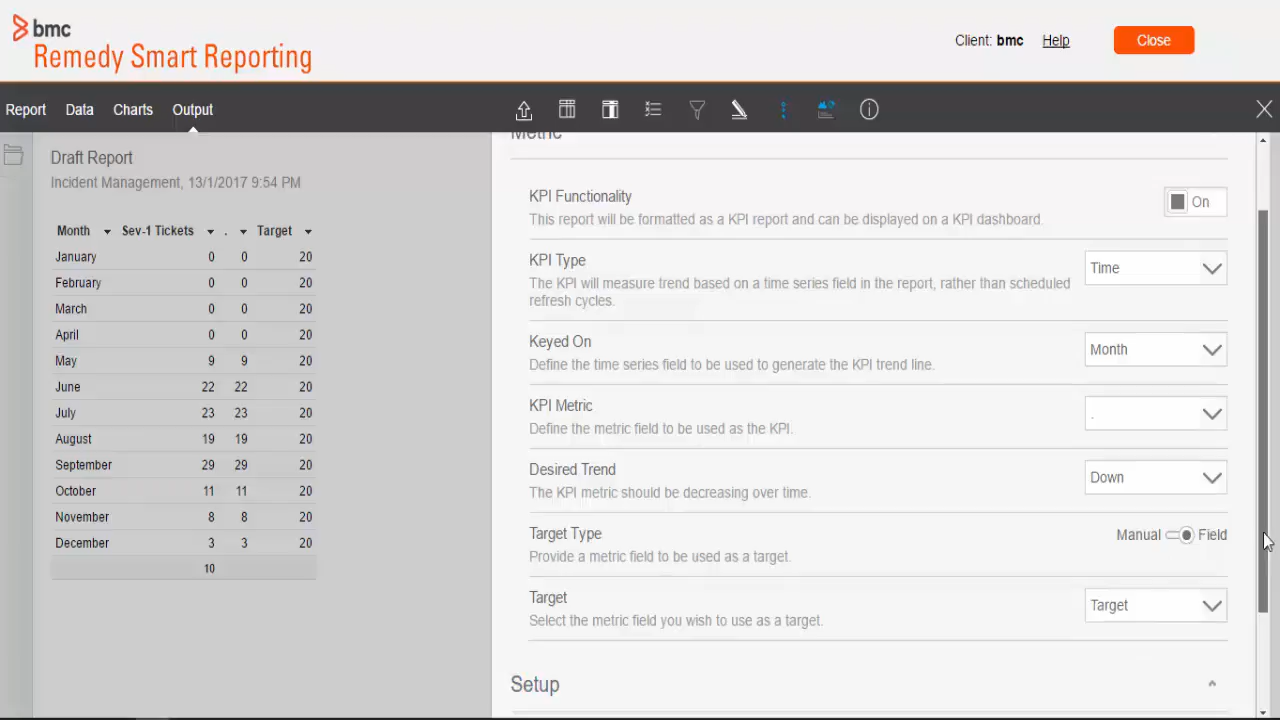 bmc
Remedy Smart Reporting
Client: bmc Help Close
Report Data Charts Output
Draft Report
Incident Management, 13/1/2017 9:54 PM
Month Sev-1 Tickets . Target
January 0 0 20
February 0 0 20
March 0 0 20
April 0 0 20
May 9 9 20
June 22 22 20
July 23 23 20
August 19 19 20
September 29 29 20
October 11 11 20
November 8 8 20
December 3 3 20
10
Metric
KPI Functionality
This report will be formatted as a KPI report and can be displayed on a KPI dashboard.
On
KPI Type
The KPI will measure trend based on a time series field in the report, rather than scheduled
refresh cycles.
Time
Keyed On
Define the time series field to be used to generate the KPI trend line.
Month
KPI Metric
Define the metric field to be used as the KPI.
.
Desired Trend
The KPI metric should be decreasing over time.
Down
Target Type
Provide a metric field to be used as a target.
Manual Field
Target
Select the metric field you wish to use as a target.
Target
Setup